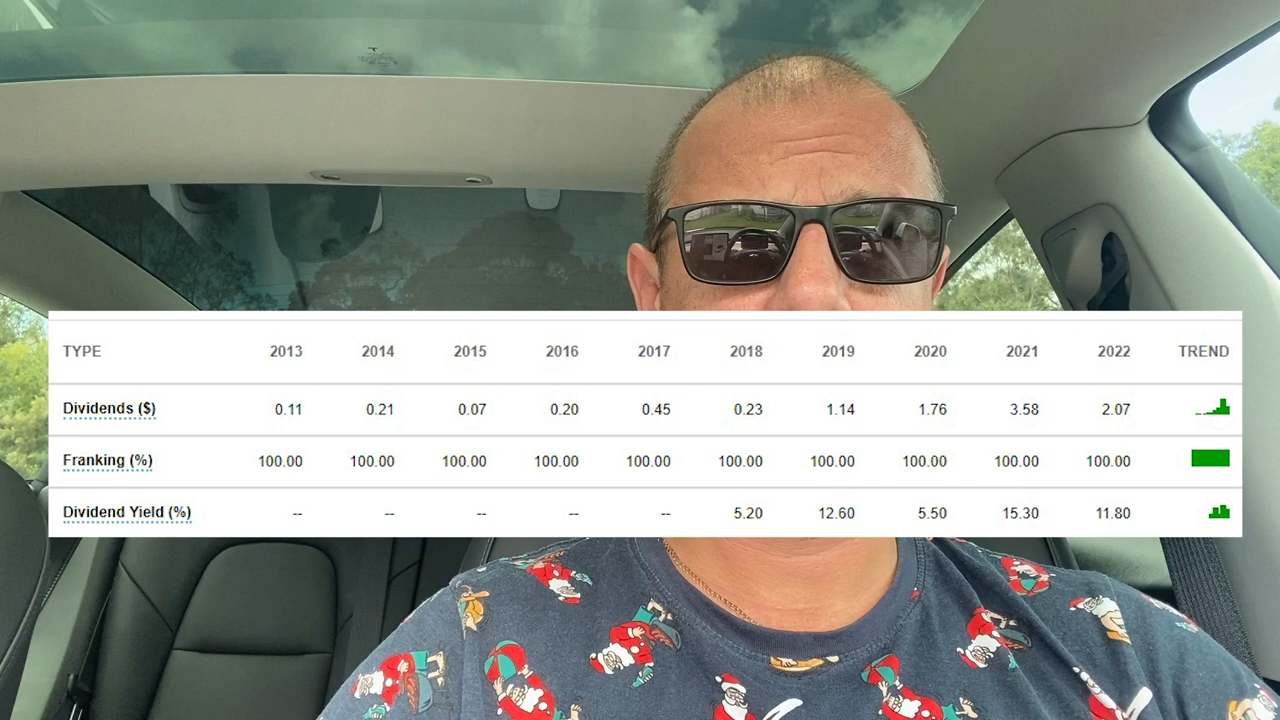 TYPE 2013 2014 2015 2016 2017 2018 2019 2020 2021 2022 TREND
Dividends ($) 0.11 0.21 0.07 0.20 0.45 0.23 1.14 1.76 3.58 2.07
Franking (%) 100.00 100.00 100.00 100.00 100.00 100.00 100.00 100.00 100.00 100.00
Dividend Yield (%) -- -- -- -- -- 5.20 12.60 5.50 15.30 11.80